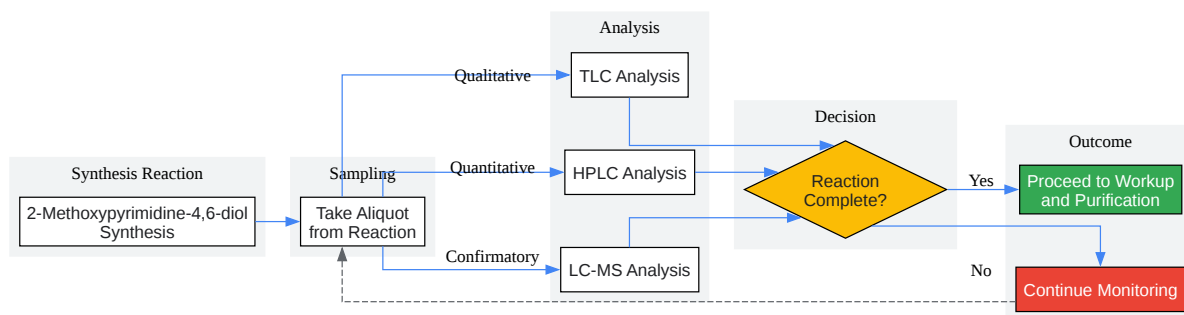 Synthesis Reaction
2-Methoxypyrimidine-4,6-diol
Synthesis
Sampling
Take Aliquot
from Reaction
Qualitative
Quantitative
Confirmatory
Analysis
TLC Analysis
HPLC Analysis
LC-MS Analysis
Decision
Reaction
Complete?
Yes
No
Outcome
Proceed to Workup
and Purification
Continue Monitoring